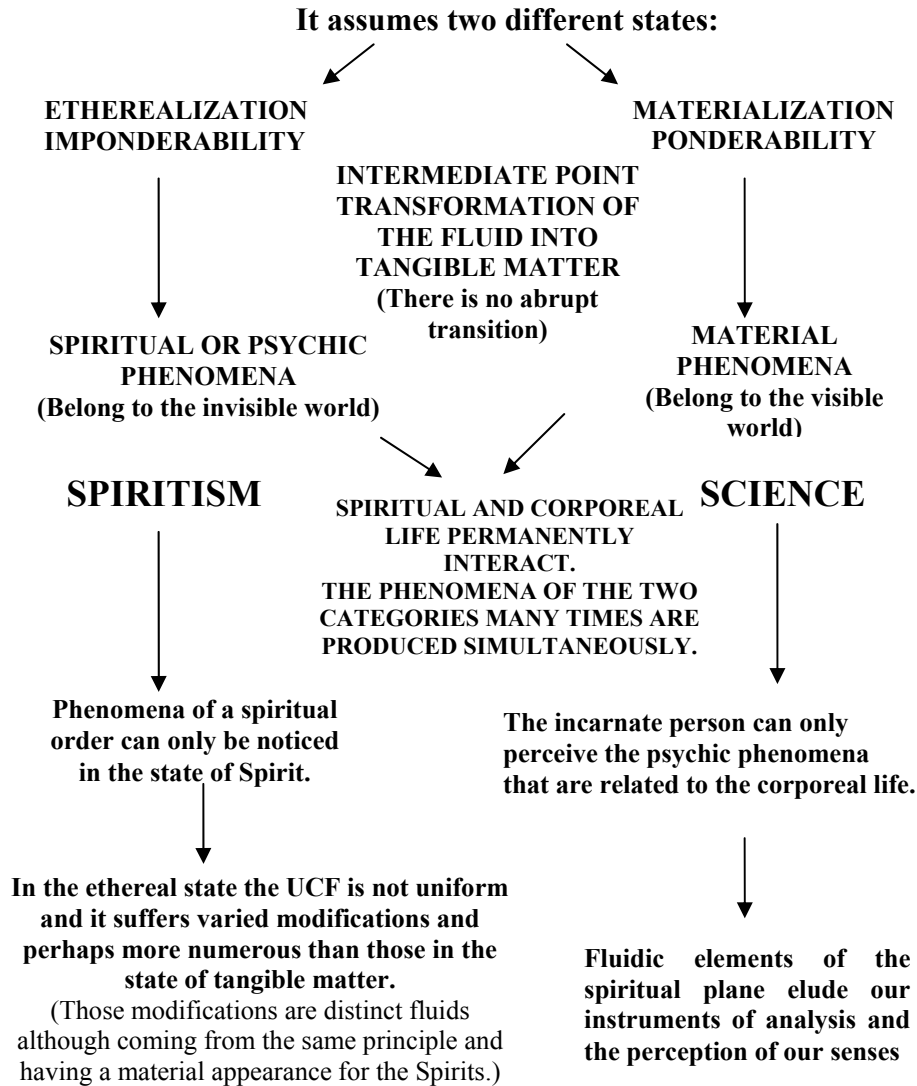 It assumes two different states:
ETHEREALIZATION
IMPONDERABILITY
MATERIALIZATION
PONDERABILITY
INTERMEDIATE POINT
TRANSFORMATION OF
THE FLUID INTO
TANGIBLE MATTER
(There is no abrupt
transition)
SPIRITUAL OR PSYCHIC
PHENOMENA
(Belong to the invisible world)
MATERIAL
PHENOMENA
(Belong to the visible
world)
SPIRITISM
SPIRITUAL AND CORPOREAL
LIFE PERMANENTLY
INTERACT.
THE PHENOMENA OF THE TWO
CATEGORIES MANY TIMES ARE
PRODUCED SIMULTANEOUSLY.
SCIENCE
Phenomena of a spiritual
order can only be noticed
in the state of Spirit.
The incarnate person can only
perceive the psychic phenomena
that are related to the corporeal life.
In the ethereal state the UCF is not uniform
and it suffers varied modifications and
perhaps more numerous than those in the
state of tangible matter.
(Those modifications are distinct fluids
although coming from the same principle and
having a material appearance for the Spirits.)
Fluidic elements of the
spiritual plane elude our
instruments of analysis and
the perception of our senses